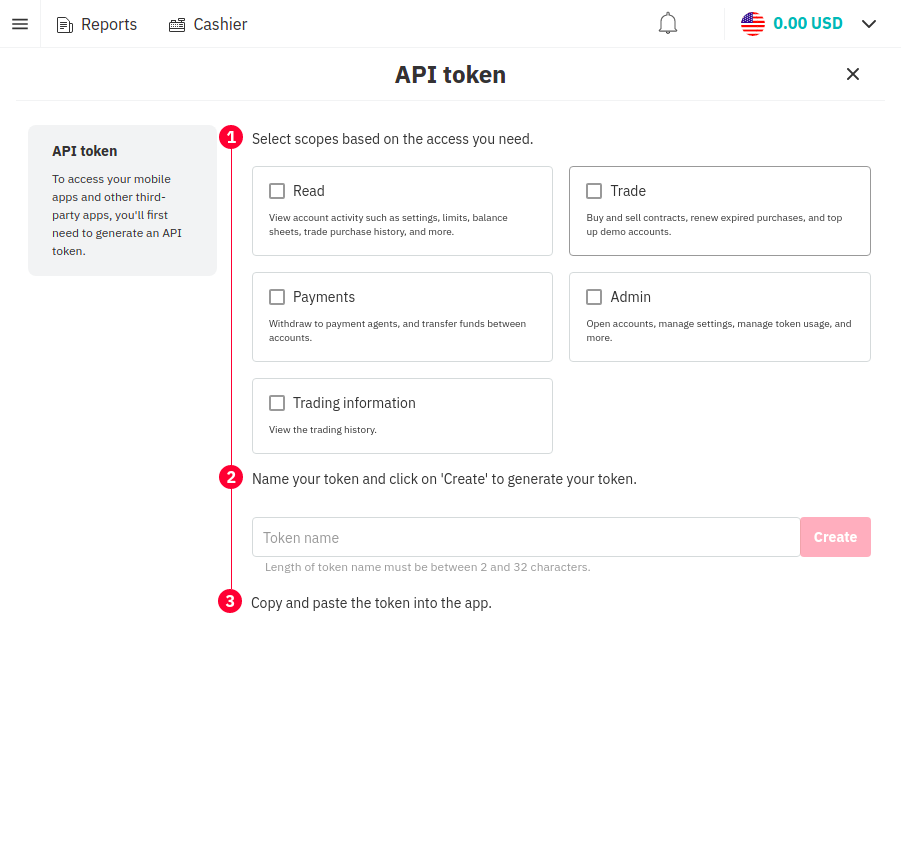 Reports
Cashier
0.00 USD
API token
API token
To access your mobile
apps and other third-
party apps, you'll first
need to generate an API
token.
1
Select scopes based on the access you need.
Read
View account activity such as settings, limits, balance
sheets, trade purchase history, and more.
Trade
Buy and sell contracts, renew expired purchases, and top
up demo accounts.
Payments
Withdraw to payment agents, and transfer funds between
accounts.
Admin
Open accounts, manage settings, manage token usage, and
more.
Trading information
View the trading history.
2
Name your token and click on 'Create' to generate your token.
Token name
Create
Length of token name must be between 2 and 32 characters.
3
Copy and paste the token into the app.